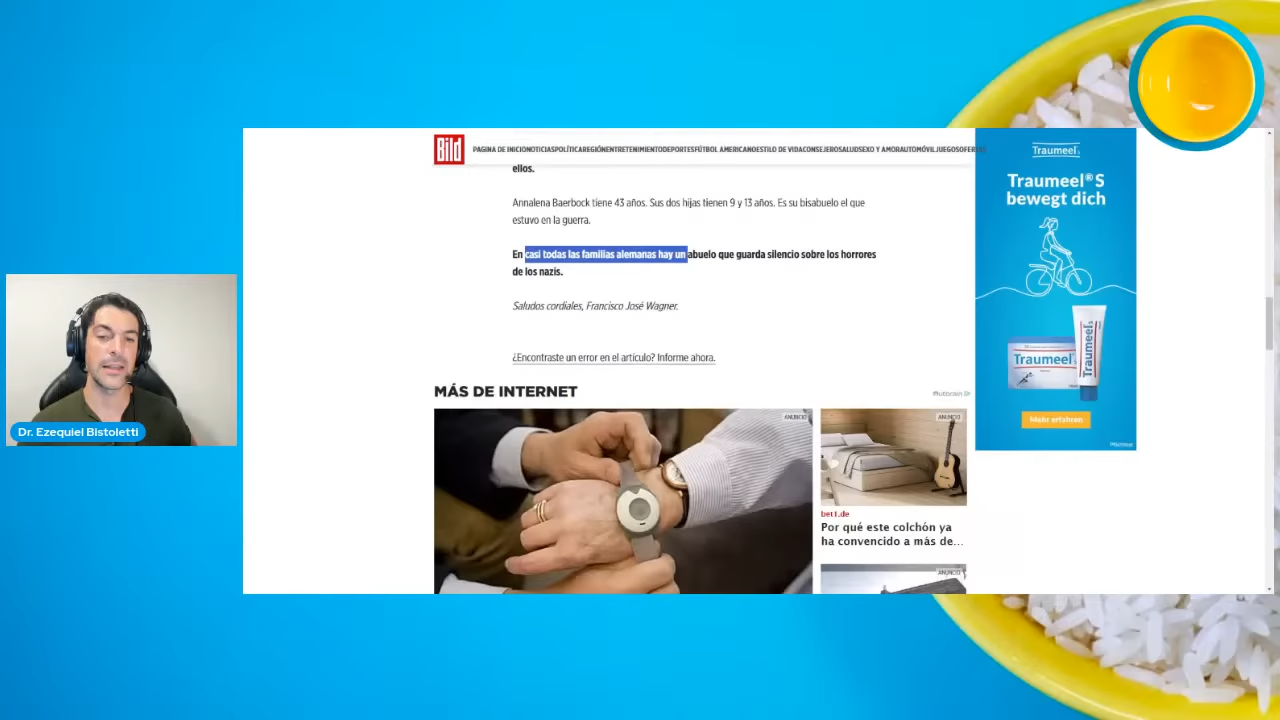 Bild
PAGINA DE INICIONOTICIASPOLÍTICAREGIÓNENTRETENIMIENTODEPORTESFÚTBOL AMERICANOESTILO DE VIDACONSEJEROSALUDSEXO Y AMORAUTOMÓVILJUEGOSOFERTAS
ellos.
Annalena Baerbock tiene 43 años. Sus dos hijas tienen 9 y 13 años. Es su bisabuelo el que
estuvo en la guerra.
En casi todas las familias alemanas hay un abuelo que guarda silencio sobre los horrores
de los nazis.
Saludos cordiales, Francisco José Wagner.
¿Encontraste un error en el artículo? Informe ahora.
MÁS DE INTERNET
ANUNCIO
ANUNCIO
bett.de
Por qué este colchón ya
ha convencido a más de...
ANUNCIO
Traumeel S
Traumeel® S
bewegt dich
Traumeel S
Traumeel S
Mehr erfahren
Dr. Ezequiel Bistoletti